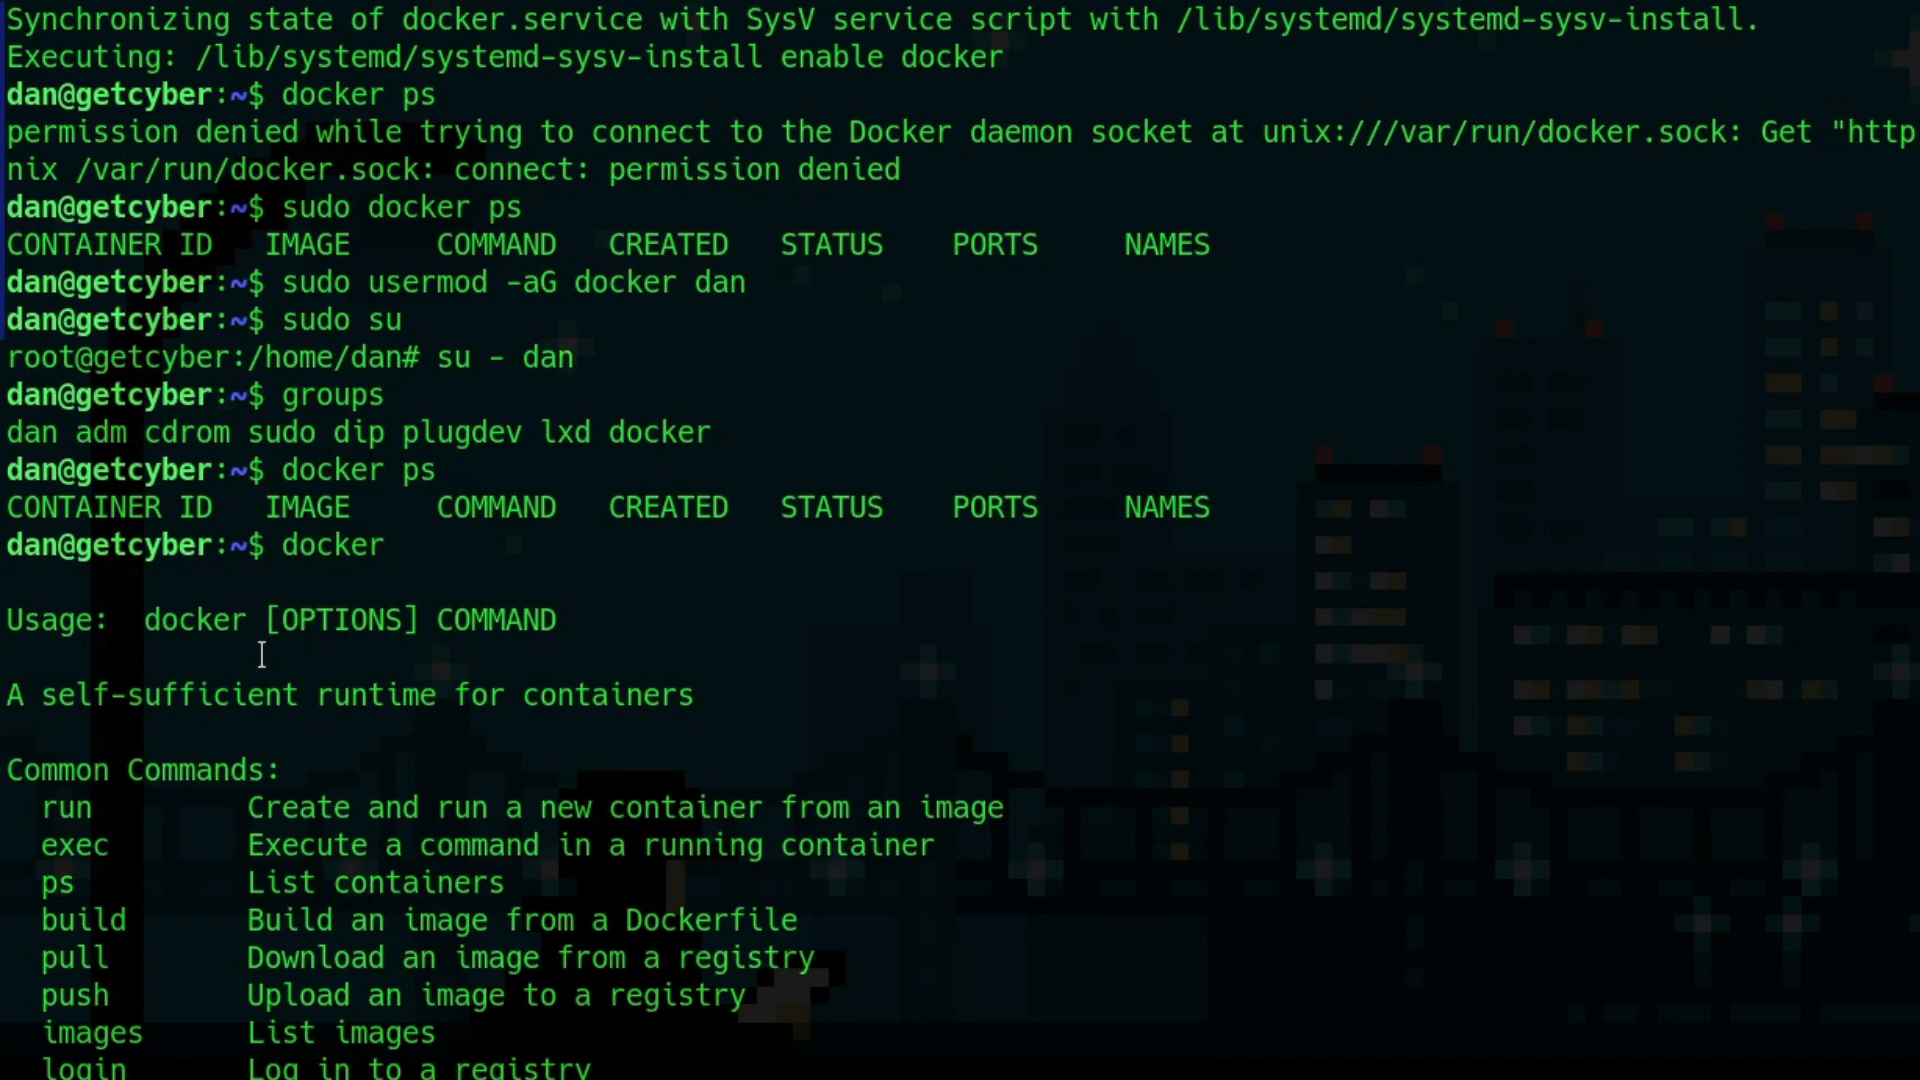 Synchronizing state of docker.service with SysV service script with /lib/systemd/systemd-sysv-install.
Executing: /lib/systemd/systemd-sysv-install enable docker
dan@getcyber:~$ docker ps
permission denied while trying to connect to the Docker daemon socket at unix:///var/run/docker.sock: Get "http
nix /var/run/docker.sock: connect: permission denied
dan@getcyber:~$ sudo docker ps
CONTAINER ID   IMAGE     COMMAND   CREATED   STATUS    PORTS     NAMES
dan@getcyber:~$ sudo usermod -aG docker dan
dan@getcyber:~$ sudo su
root@getcyber:/home/dan# su - dan
dan@getcyber:~$ groups
dan adm cdrom sudo dip plugdev lxd docker
dan@getcyber:~$ docker ps
CONTAINER ID   IMAGE     COMMAND   CREATED   STATUS    PORTS     NAMES
dan@getcyber:~$ docker
Usage:  docker [OPTIONS] COMMAND
A self-sufficient runtime for containers
Common Commands:
  run         Create and run a new container from an image
  exec        Execute a command in a running container
  ps          List containers
  build       Build an image from a Dockerfile
  pull        Download an image from a registry
  push        Upload an image to a registry
  images      List images
  login       Log in to a registry